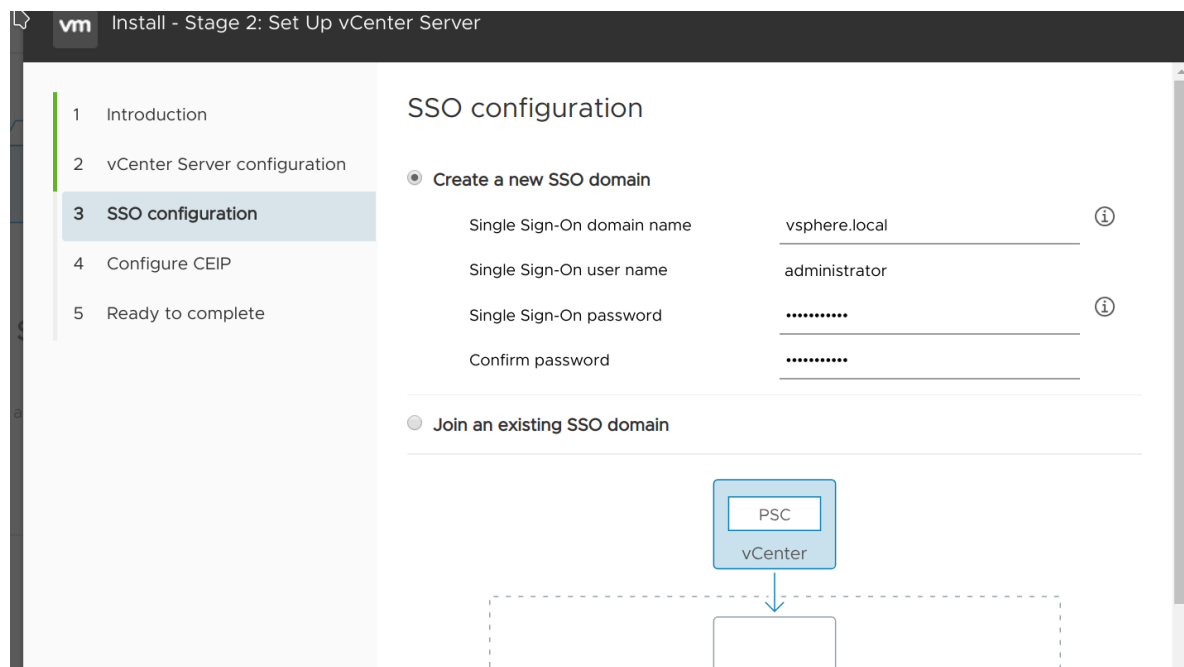 vm Install - Stage 2: Set Up vCenter Server
1 Introduction
2 vCenter Server configuration
3 SSO configuration
4 Configure CEIP
5 Ready to complete
SSO configuration
Create a new SSO domain
Single Sign-On domain name vsphere.local
Single Sign-On user name administrator
Single Sign-On password •••••••••••
Confirm password •••••••••••
Join an existing SSO domain
PSC
vCenter